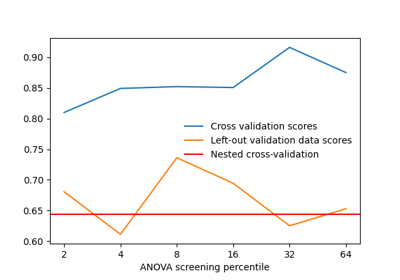 0.90
0.85
0.80
0.75
0.70
0.65
0.60
Cross validation scores
Left-out validation data scores
Nested cross-validation
2 4 8 16 32 64
ANOVA screening percentile